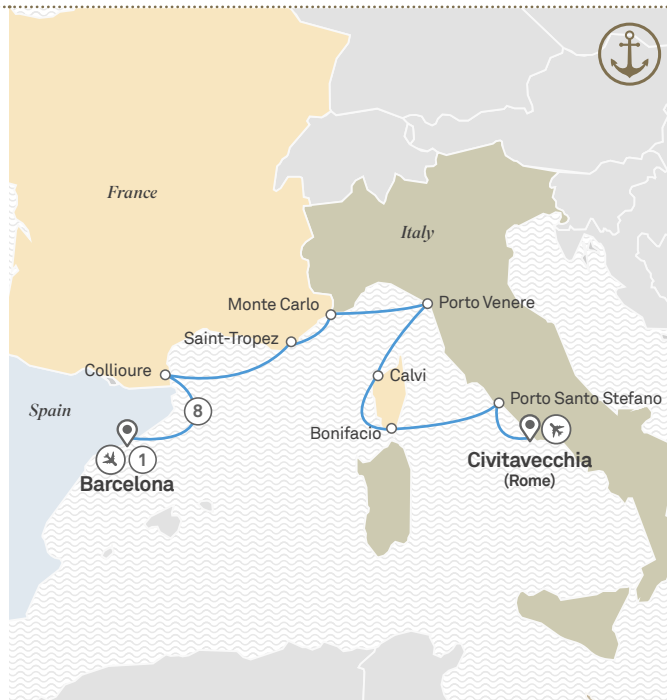 France
Italy
Monte Carlo
Porto Venere
Saint-Tropez
Collioure
Calvi
Spain
8
Porto Santo Stefano
Bonifacio
1
Civitavecchia
(Rome)
Barcelona